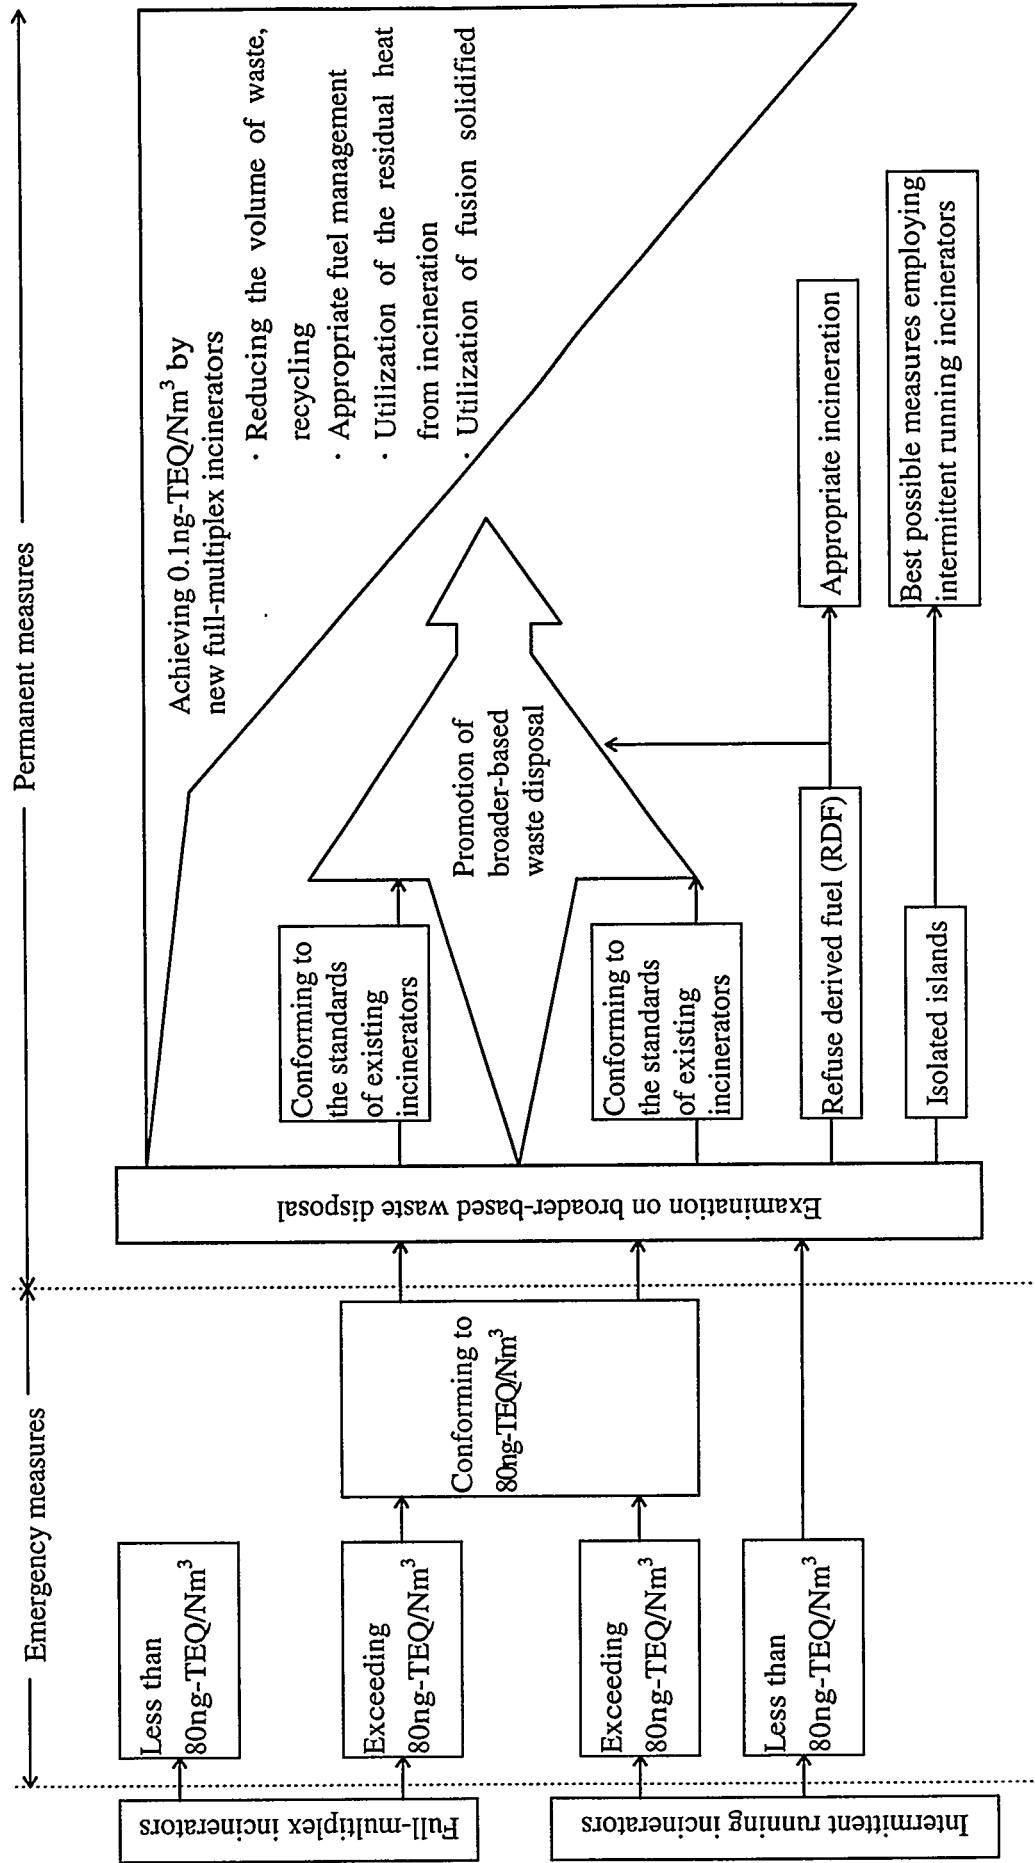 Emergency measures
Permanent measures
Full-multiplex incinerators
Less than
80ng-TEQ/Nm³
Exceeding
80ng-TEQ/Nm³
Intermittent running incinerators
Exceeding
80ng-TEQ/Nm³
Less than
80ng-TEQ/Nm³
Conforming to
80ng-TEQ/Nm³
Examination on broader-based waste disposal
Achieving 0.1ng-TEQ/Nm³ by
new full-multiplex incinerators
· Reducing the volume of waste,
recycling
· Appropriate fuel management
· Utilization of the residual heat
from incineration
· Utilization of fusion solidified
Conforming to
the standards
of existing
incinerators
Promotion of
broader-based
waste disposal
Conforming to
the standards
of existing
incinerators
Refuse derived fuel (RDF)
Appropriate incineration
Isolated islands
Best possible measures employing
intermittent running incinerators